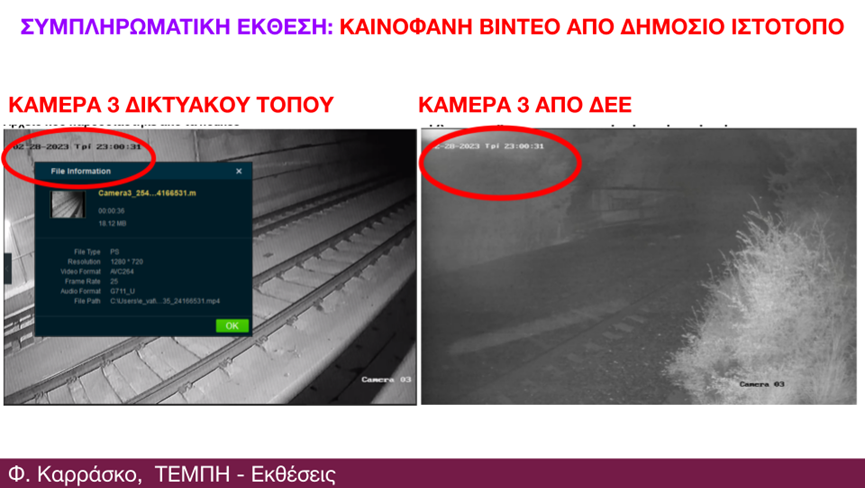 ΣΥΜΠΛΗΡΩΜΑΤΙΚΗ ΕΚΘΕΣΗ: ΚΑΙΝΟΦΑΝΗ ΒΙΝΤΕΟ ΑΠΟ ΔΗΜΟΣΙΟ ΙΣΤΟΤΟΠΟ
ΚΑΜΕΡΑ 3 ΔΙΚΤΥΑΚΟΥ ΤΟΠΟΥ
02-28-2023 Τρί 23:00:31
File Information
Camera3_254...4166531.m
00:00:36
18.12 MB
File Type PS
Resolution 1280 * 720
Video Format AVC264
Frame Rate 25
Audio Format G711_U
File Path C:\Users\e_vafi...35_24166531.mp4
OK
Camera 03
ΚΑΜΕΡΑ 3 ΑΠΟ ΔΕΕ
2-28-2023 Τρί 23:00:31
Camera 03
Φ. Καρράσκο, ΤΕΜΠΗ - Εκθέσεις